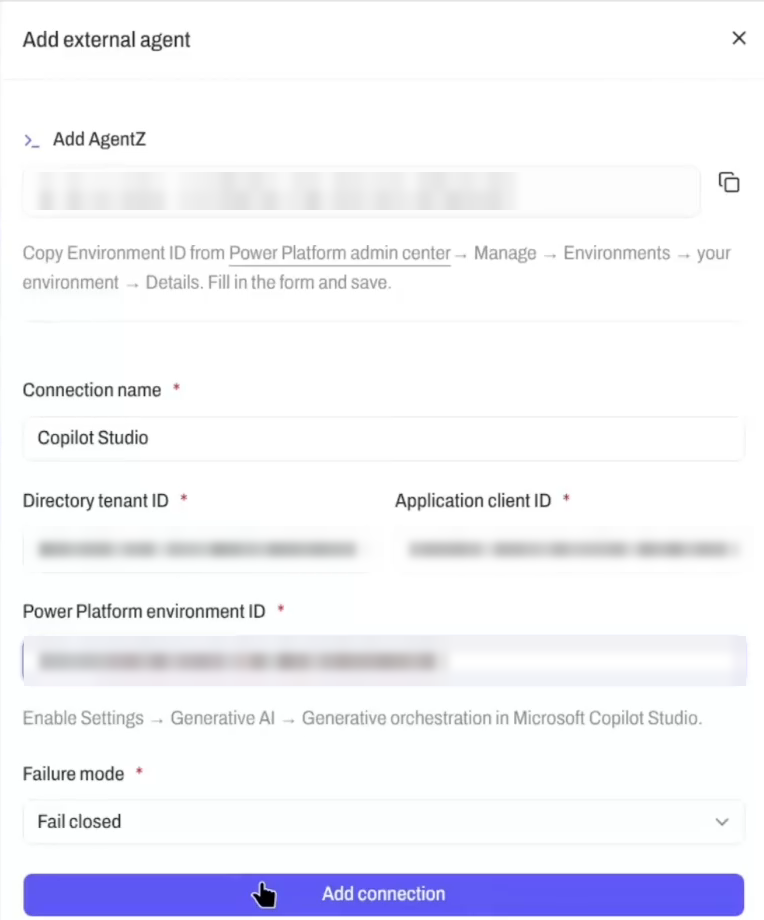 Add external agent
>_ Add AgentZ
Copy Environment ID from Power Platform admin center → Manage → Environments → your
environment → Details. Fill in the form and save.
Connection name *
Copilot Studio
Directory tenant ID * Application client ID *
Power Platform environment ID *
Enable Settings → Generative AI → Generative orchestration in Microsoft Copilot Studio.
Failure mode *
Fail closed
Add connection